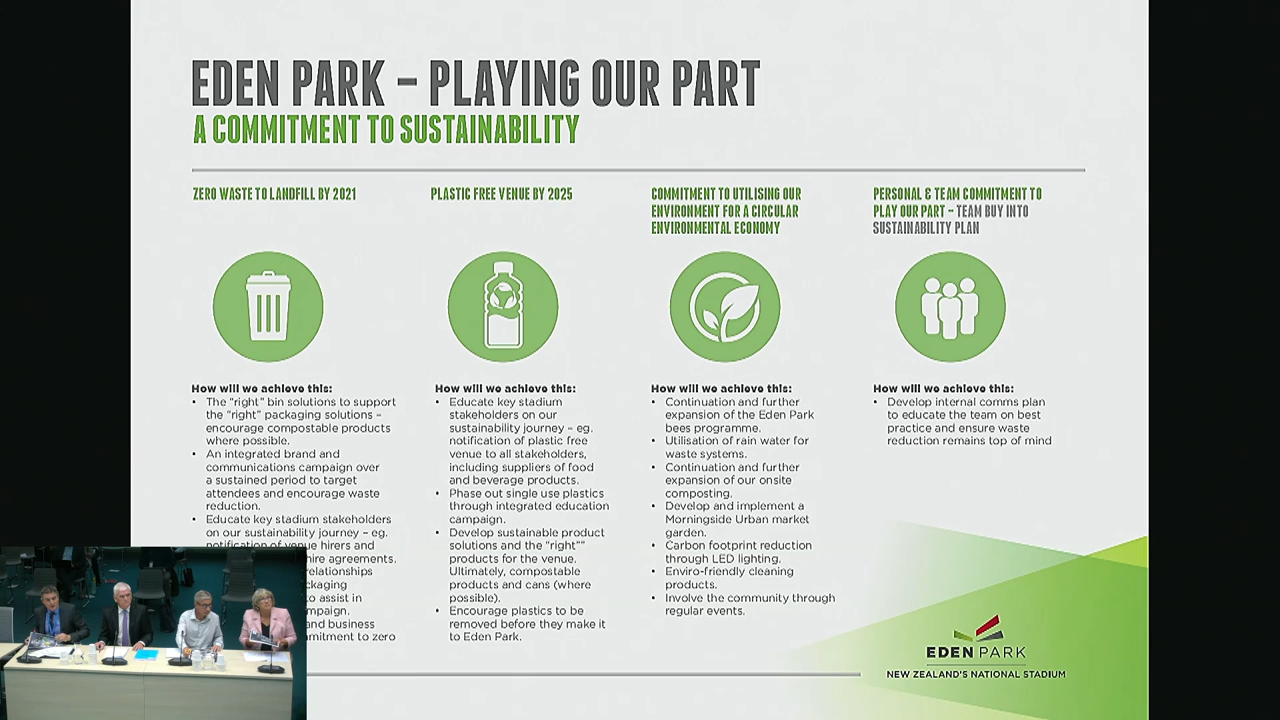 EDEN PARK – PLAYING OUR PART
A COMMITMENT TO SUSTAINABILITY
ZERO WASTE TO LANDFILL BY 2021
How will we achieve this:
• The “right” bin solutions to support
the “right” packaging solutions –
encourage compostable products
where possible.
• An integrated brand and
communications campaign over
a sustained period to target
attendees and encourage waste
reduction.
• Educate key stadium stakeholders
on our sustainability journey – eg.
notification of venue hirers and
hire agreements.
relationships
to assist in
and business
to zero
PLASTIC FREE VENUE BY 2025
How will we achieve this:
• Educate key stadium
stakeholders on our
sustainability journey – eg.
notification of plastic free
venue to all stakeholders,
including suppliers of food
and beverage products.
• Phase out single use plastics
through integrated education
campaign.
• Develop sustainable product
solutions and the “right””
products for the venue.
Ultimately, compostable
products and cans (where
possible).
• Encourage plastics to be
removed before they make it
to Eden Park.
COMMITMENT TO UTILISING OUR
ENVIRONMENT FOR A CIRCULAR
ENVIRONMENTAL ECONOMY
How will we achieve this:
• Continuation and further
expansion of the Eden Park
bees programme.
• Utilisation of rain water for
waste systems.
• Continuation and further
expansion of our onsite
composting.
• Develop and implement a
Morningside Urban market
garden.
• Carbon footprint reduction
through LED lighting.
• Enviro-friendly cleaning
products.
• Involve the community through
regular events.
PERSONAL & TEAM COMMITMENT TO
PLAY OUR PART – TEAM BUY INTO
SUSTAINABILITY PLAN
How will we achieve this:
• Develop internal comms plan
to educate the team on best
practice and ensure waste
reduction remains top of mind
EDEN PARK
NEW ZEALAND'S NATIONAL STADIUM